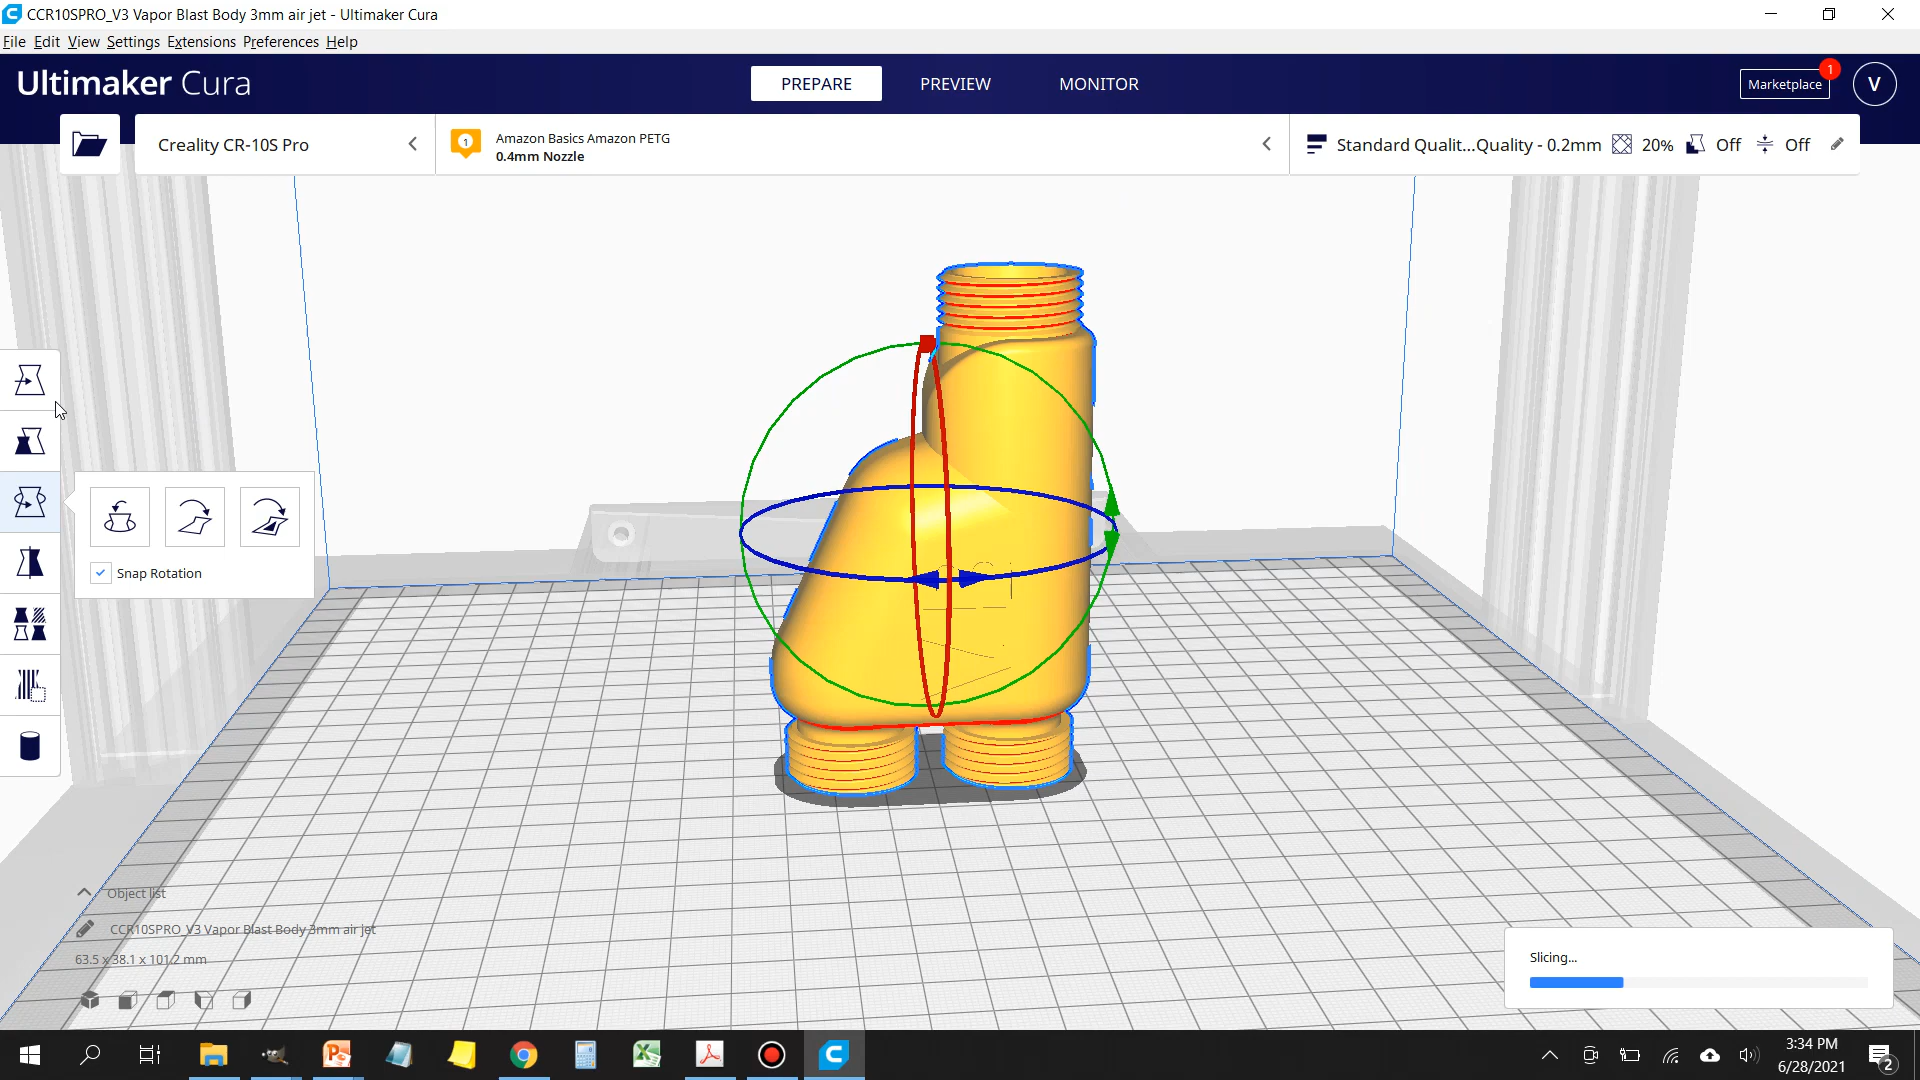 CCR10SPRO_V3 Vapor Blast Body 3mm air jet - Ultimaker Cura
File Edit View Settings Extensions Preferences Help
Ultimaker Cura
PREPARE
PREVIEW
MONITOR
Marketplace
1
V
Creality CR-10S Pro
1
Amazon Basics Amazon PETG
0.4mm Nozzle
Standard Qualit...Quality - 0.2mm
20%
Off
Off
Snap Rotation
Object list
CCR10SPRO_V3 Vapor Blast Body 3mm air jet
63.5 x 38.1 x 101.2 mm
Slicing...
3:34 PM
6/28/2021
2